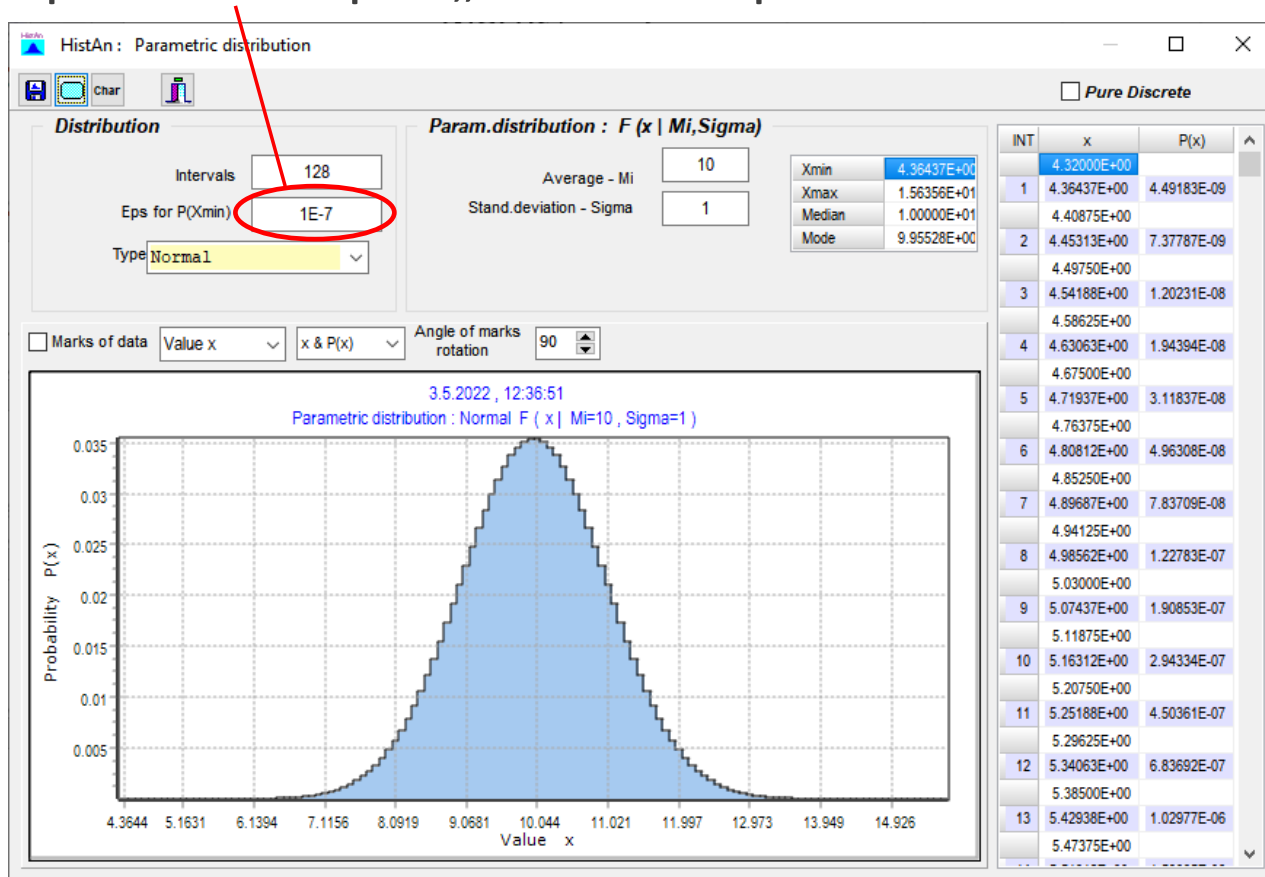 HistAn
HistAn : Parametric distribution
Char
Pure Discrete
Distribution
Intervals 128
Eps for P(Xmin) 1E-7
Type Normal
Param.distribution : F (x | Mi,Sigma)
Average - Mi 10
Stand.deviation - Sigma 1
Xmin 4.36437E+00
Xmax 1.56356E+01
Median 1.00000E+01
Mode 9.95528E+00
Marks of data Value x x & P(x) Angle of marks rotation 90
3.5.2022 , 12:36:51
Parametric distribution : Normal F ( x | Mi=10 , Sigma=1 )
Probability P(x)
0.035
0.03
0.025
0.02
0.015
0.01
0.005
4.3644 5.1631 6.1394 7.1156 8.0919 9.0681 10.044 11.021 11.997 12.973 13.949 14.926
Value x
INT x P(x)
4.32000E+00
1 4.36437E+00 4.49183E-09
4.40875E+00
2 4.45313E+00 7.37787E-09
4.49750E+00
3 4.54188E+00 1.20231E-08
4.58625E+00
4 4.63063E+00 1.94394E-08
4.67500E+00
5 4.71937E+00 3.11837E-08
4.76375E+00
6 4.80812E+00 4.96308E-08
4.85250E+00
7 4.89687E+00 7.83709E-08
4.94125E+00
8 4.98562E+00 1.22783E-07
5.03000E+00
9 5.07437E+00 1.90853E-07
5.11875E+00
10 5.16312E+00 2.94334E-07
5.20750E+00
11 5.25188E+00 4.50361E-07
5.29625E+00
12 5.34063E+00 6.83692E-07
5.38500E+00
13 5.42938E+00 1.02977E-06
5.47375E+00